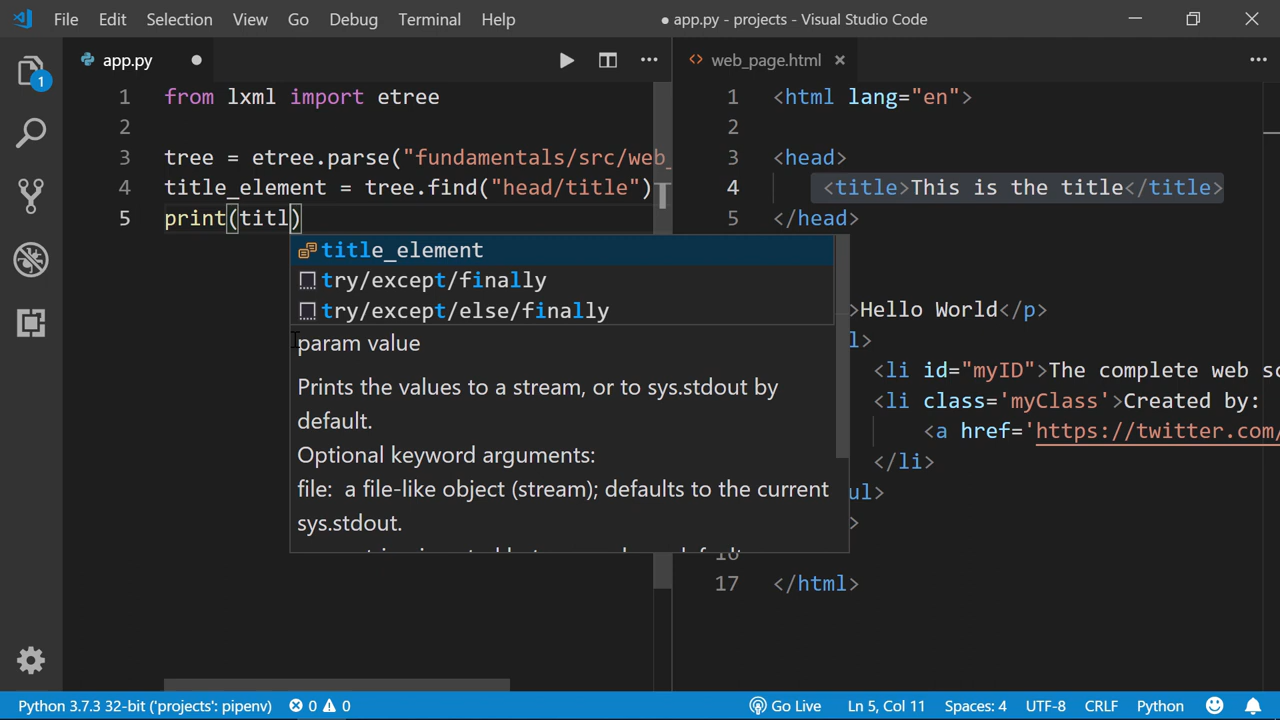 File Edit Selection View Go Debug Terminal Help ● app.py - projects - Visual Studio Code
app.py
web_page.html
1
1 from lxml import etree
2
3 tree = etree.parse("fundamentals/src/web_
4 title_element = tree.find("head/title")
5 print(titl)
title_element
try/except/finally
try/except/else/finally
param value
Prints the values to a stream, or to sys.stdout by
default.
Optional keyword arguments:
file: a file-like object (stream); defaults to the current
sys.stdout.
1 <html lang="en">
2
3 <head>
4 <title>This is the title</title>
5 </head>
>Hello World</p>
l>
<li id="myID">The complete web
<li class='myClass'>Created by:
<a href='https://twitter.com/
</li>
ul>
>
16
17 </html>
Python 3.7.3 32-bit ('projects': pipenv) 0 0 Go Live Ln 5, Col 11 Spaces: 4 UTF-8 CRLF Python